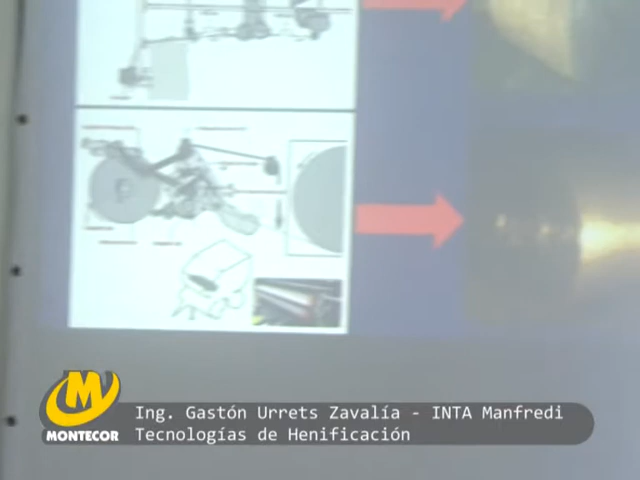 Ing. Gastón Urrets Zavalía - INTA Manfredi
MONTECOR
Tecnologías de Henificación